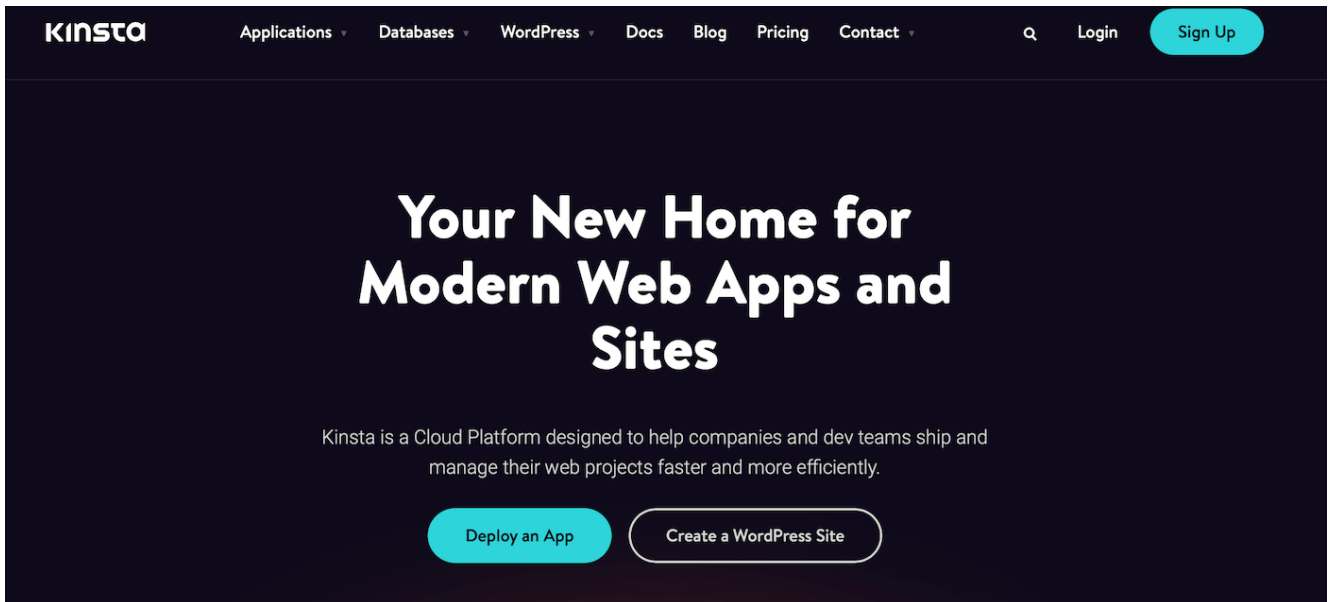 Kinsta
Applications Databases WordPress Docs Blog Pricing Contact Login Sign Up
Your New Home for
Modern Web Apps and
Sites
Kinsta is a Cloud Platform designed to help companies and dev teams ship and
manage their web projects faster and more efficiently.
Deploy an App Create a WordPress Site